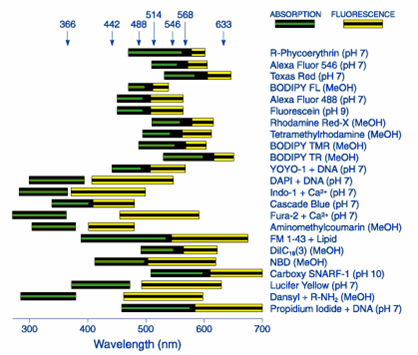 ABSORPTION FLUORESCENCE
514 568
366 442 488 546 633
R-Phycoerythrin (pH 7)
Alexa Fluor 546 (pH 7)
Texas Red (pH 7)
BODIPY FL (MeOH)
Alexa Fluor 488 (pH 7)
Fluorescein (pH 9)
Rhodamine Red-X (MeOH)
Tetramethylrhodamine (MeOH)
BODIPY TMR (MeOH)
BODIPY TR (MeOH)
YOYO-1 + DNA (pH 7)
DAPI + DNA (pH 7)
Indo-1 + Ca²⁺ (pH 7)
Cascade Blue (pH 7)
Fura-2 + Ca²⁺ (pH 7)
Aminomethylcoumarin (MeOH)
FM 1-43 + Lipid
DiIC₁₈(3) (MeOH)
NBD (MeOH)
Carboxy SNARF-1 (pH 10)
Lucifer Yellow (pH 7)
Dansyl + R-NH₂ (MeOH)
Propidium Iodide + DNA (pH 7)
300 400 500 600 700
Wavelength (nm)